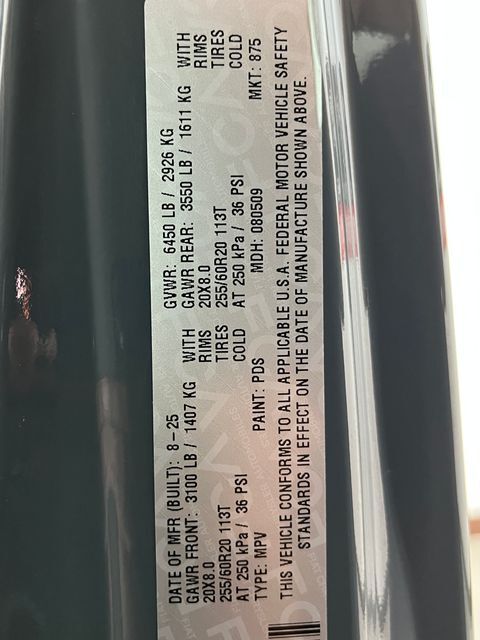 DATE OF MFR (BUILT): 8-25 GVWR: 6450 LB / 2926 KG
GAWR FRONT: 3100 LB / 1407 KG WITH GAWR REAR: 3550 LB / 1611 KG WITH
20X8.0 RIMS 20X8.0 RIMS
255/60R20 113T TIRES 255/60R20 113T TIRES
AT 250 kPa / 36 PSI COLD AT 250 kPa / 36 PSI COLD
TYPE: MPV PAINT: PDS MDH: 080509 MKT: 875
THIS VEHICLE CONFORMS TO ALL APPLICABLE U.S.A. FEDERAL MOTOR VEHICLE SAFETY
STANDARDS IN EFFECT ON THE DATE OF MANUFACTURE SHOWN ABOVE.